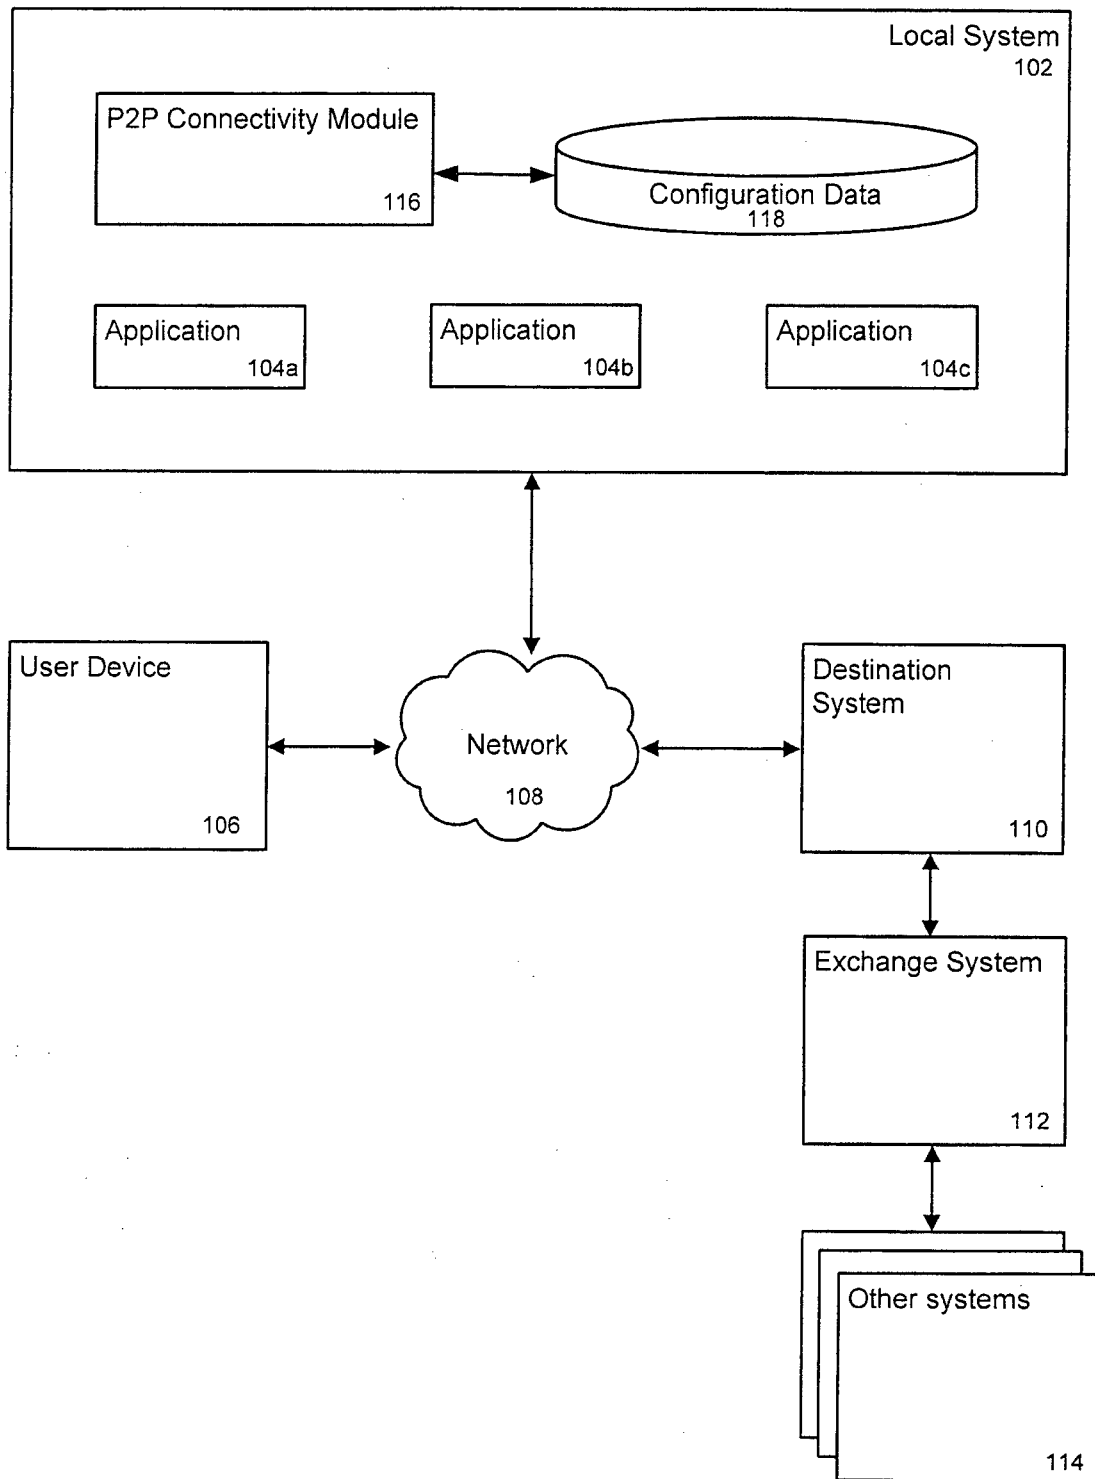 Local System
102
P2P Connectivity Module
116
Configuration Data
118
Application
104a
Application
104b
Application
104c
User Device
106
Network
108
Destination
System
110
Exchange System
112
Other systems
114